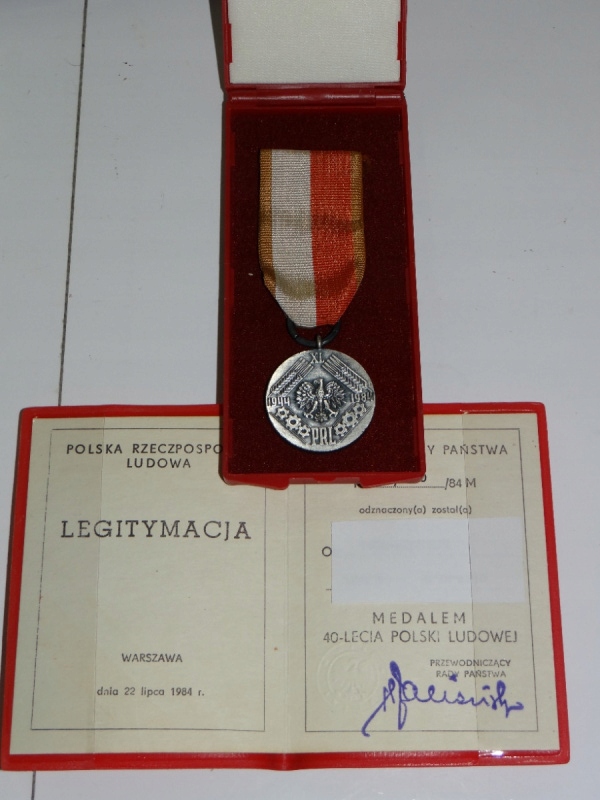 XL
1944 1984
PRL
POLSKA RZECZPOSPO
LUDOWA
LEGITYMACJA
WARSZAWA
dnia 22 lipca 1984 r.
Y PAŃSTWA
/84 M
odznaczony(a) został(a)
O
MEDALEM
40-LECIA POLSKI LUDOWEJ
PRZEWODNICZĄCY
RADY PAŃSTWA